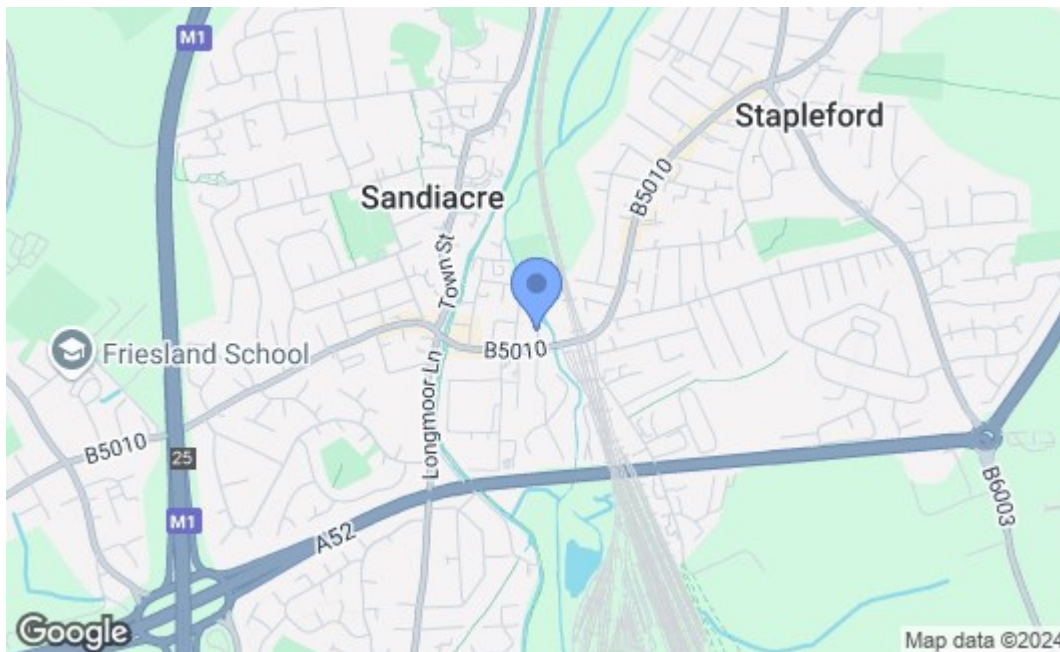 M1
Stapleford
B5010
Sandiacre
Town St
Friesland School
B5010
Longmoor Ln
B5010
25
M1
A52
B6003
Google
Map data ©2024